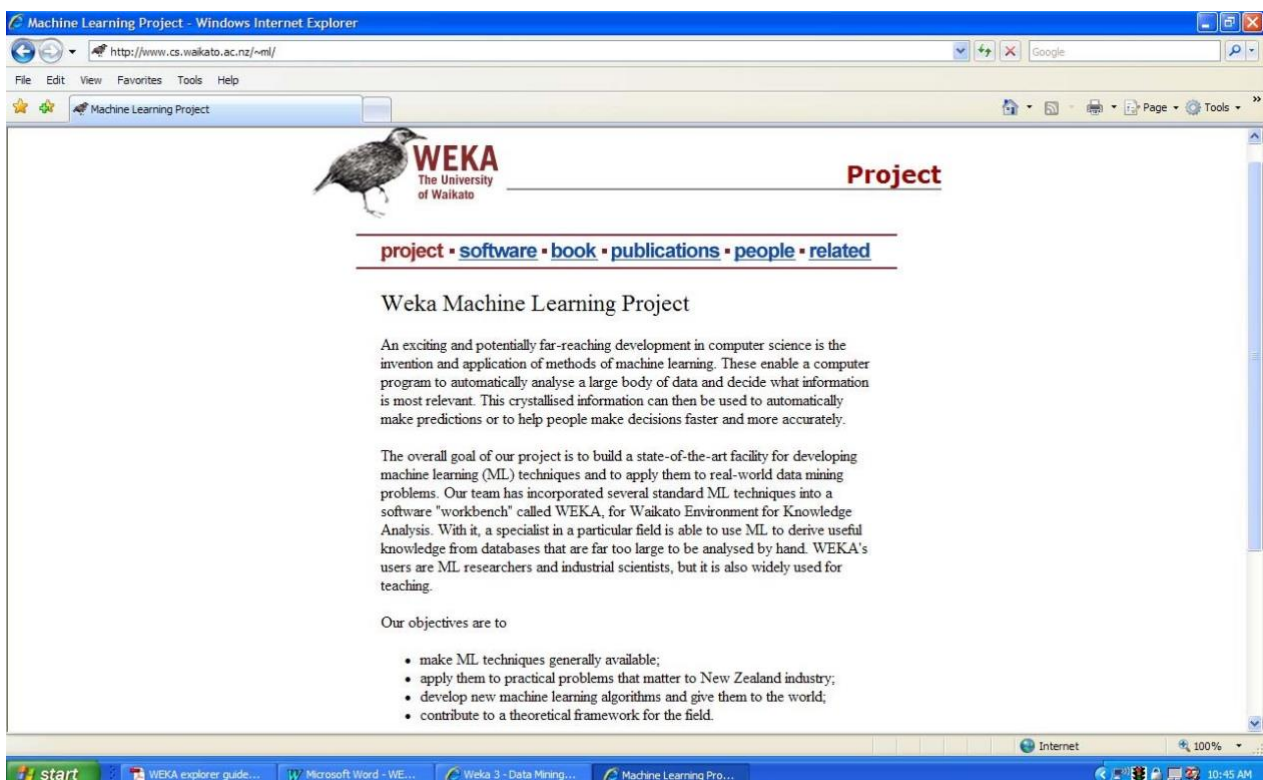 Machine Learning Project - Windows Internet Explorer
http://www.cs.waikato.ac.nz/~ml/
Google
File Edit View Favorites Tools Help
Machine Learning Project
Page Tools »
WEKA
The University
of Waikato
Project
project ▪ software ▪ book ▪ publications ▪ people ▪ related
Weka Machine Learning Project
An exciting and potentially far-reaching development in computer science is the
invention and application of methods of machine learning. These enable a computer
program to automatically analyse a large body of data and decide what information
is most relevant. This crystallised information can then be used to automatically
make predictions or to help people make decisions faster and more accurately.
The overall goal of our project is to build a state-of-the-art facility for developing
machine learning (ML) techniques and to apply them to real-world data mining
problems. Our team has incorporated several standard ML techniques into a
software "workbench" called WEKA, for Waikato Environment for Knowledge
Analysis. With it, a specialist in a particular field is able to use ML to derive useful
knowledge from databases that are far too large to be analysed by hand. WEKA's
users are ML researchers and industrial scientists, but it is also widely used for
teaching.
Our objectives are to
• make ML techniques generally available;
• apply them to practical problems that matter to New Zealand industry;
• develop new machine learning algorithms and give them to the world;
• contribute to a theoretical framework for the field.
Internet 100%
start WEKA explorer guide... Microsoft Word - WE... Weka 3 - Data Mining... Machine Learning Pro... 10:45 AM